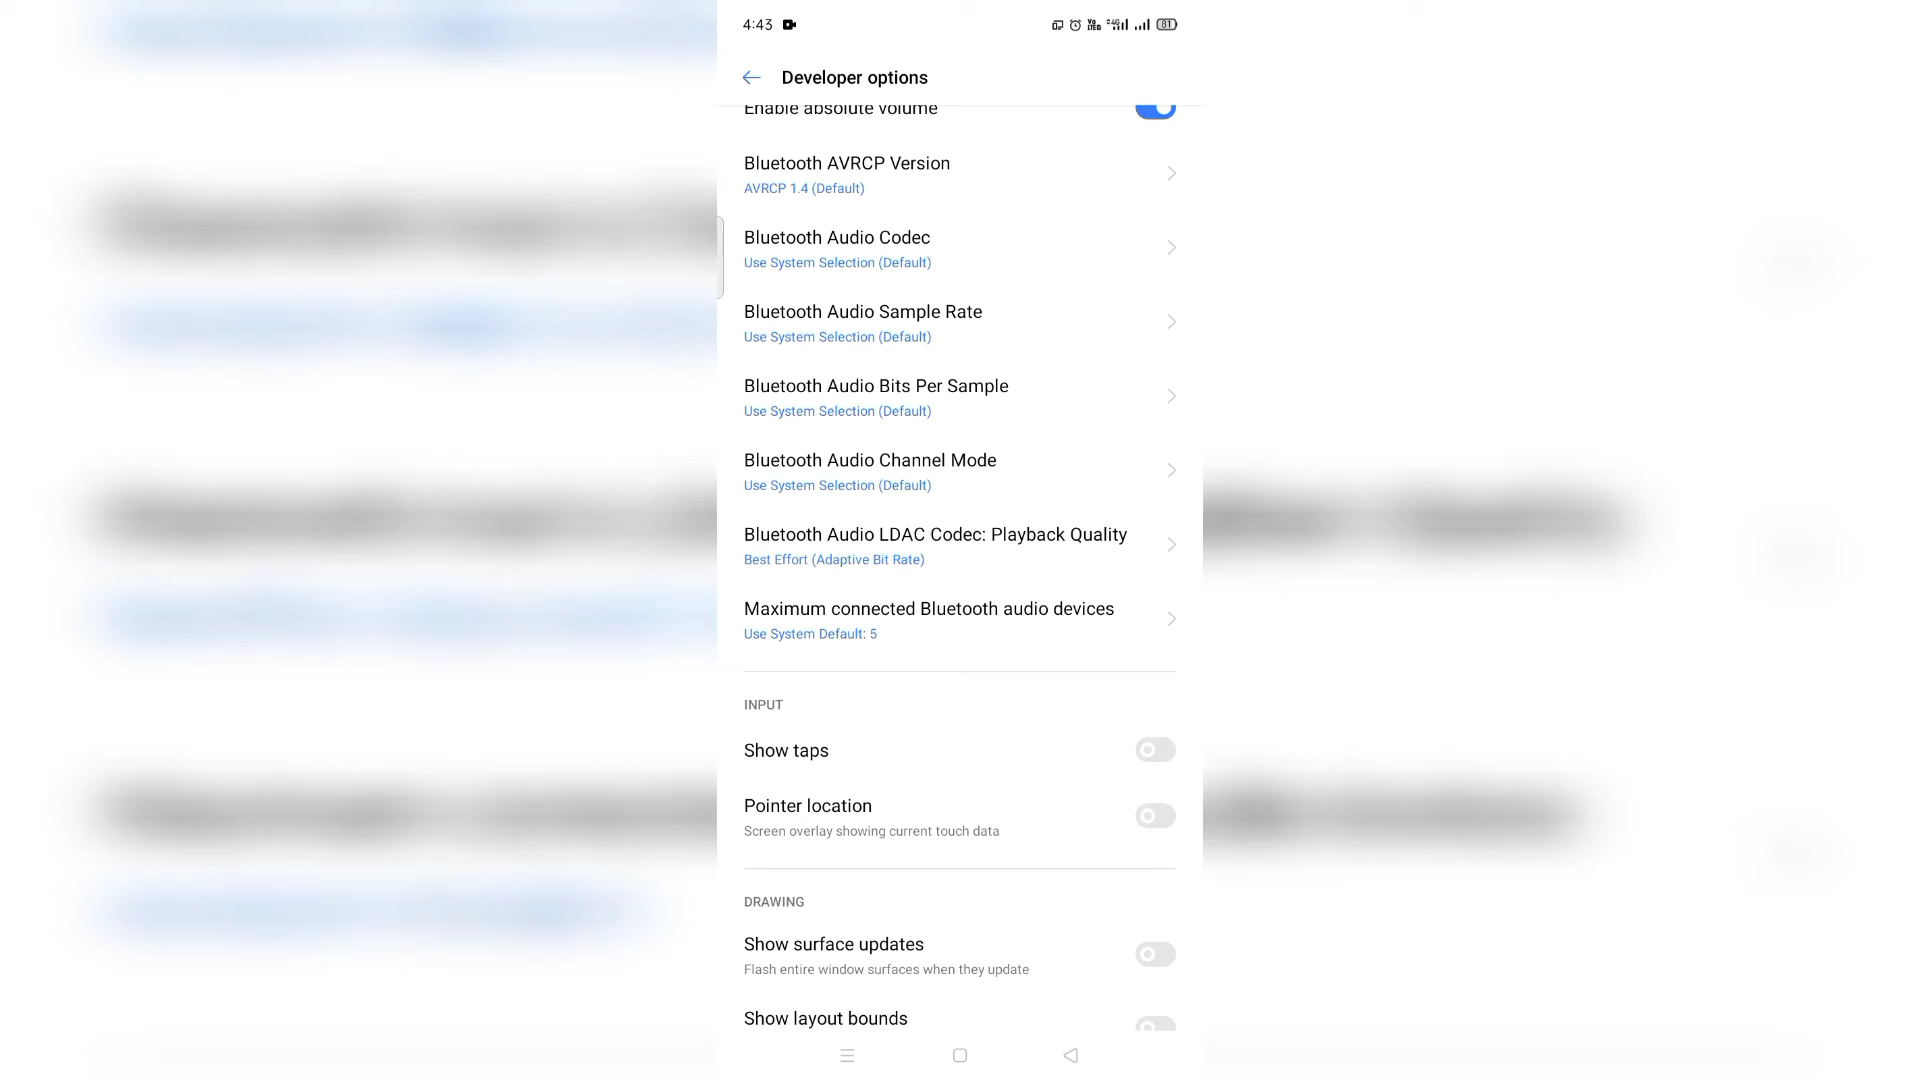 4:43
81
Developer options
Enable absolute volume
Bluetooth AVRCP Version
AVRCP 1.4 (Default)
Bluetooth Audio Codec
Use System Selection (Default)
Bluetooth Audio Sample Rate
Use System Selection (Default)
Bluetooth Audio Bits Per Sample
Use System Selection (Default)
Bluetooth Audio Channel Mode
Use System Selection (Default)
Bluetooth Audio LDAC Codec: Playback Quality
Best Effort (Adaptive Bit Rate)
Maximum connected Bluetooth audio devices
Use System Default: 5
INPUT
Show taps
Pointer location
Screen overlay showing current touch data
DRAWING
Show surface updates
Flash entire window surfaces when they update
Show layout bounds